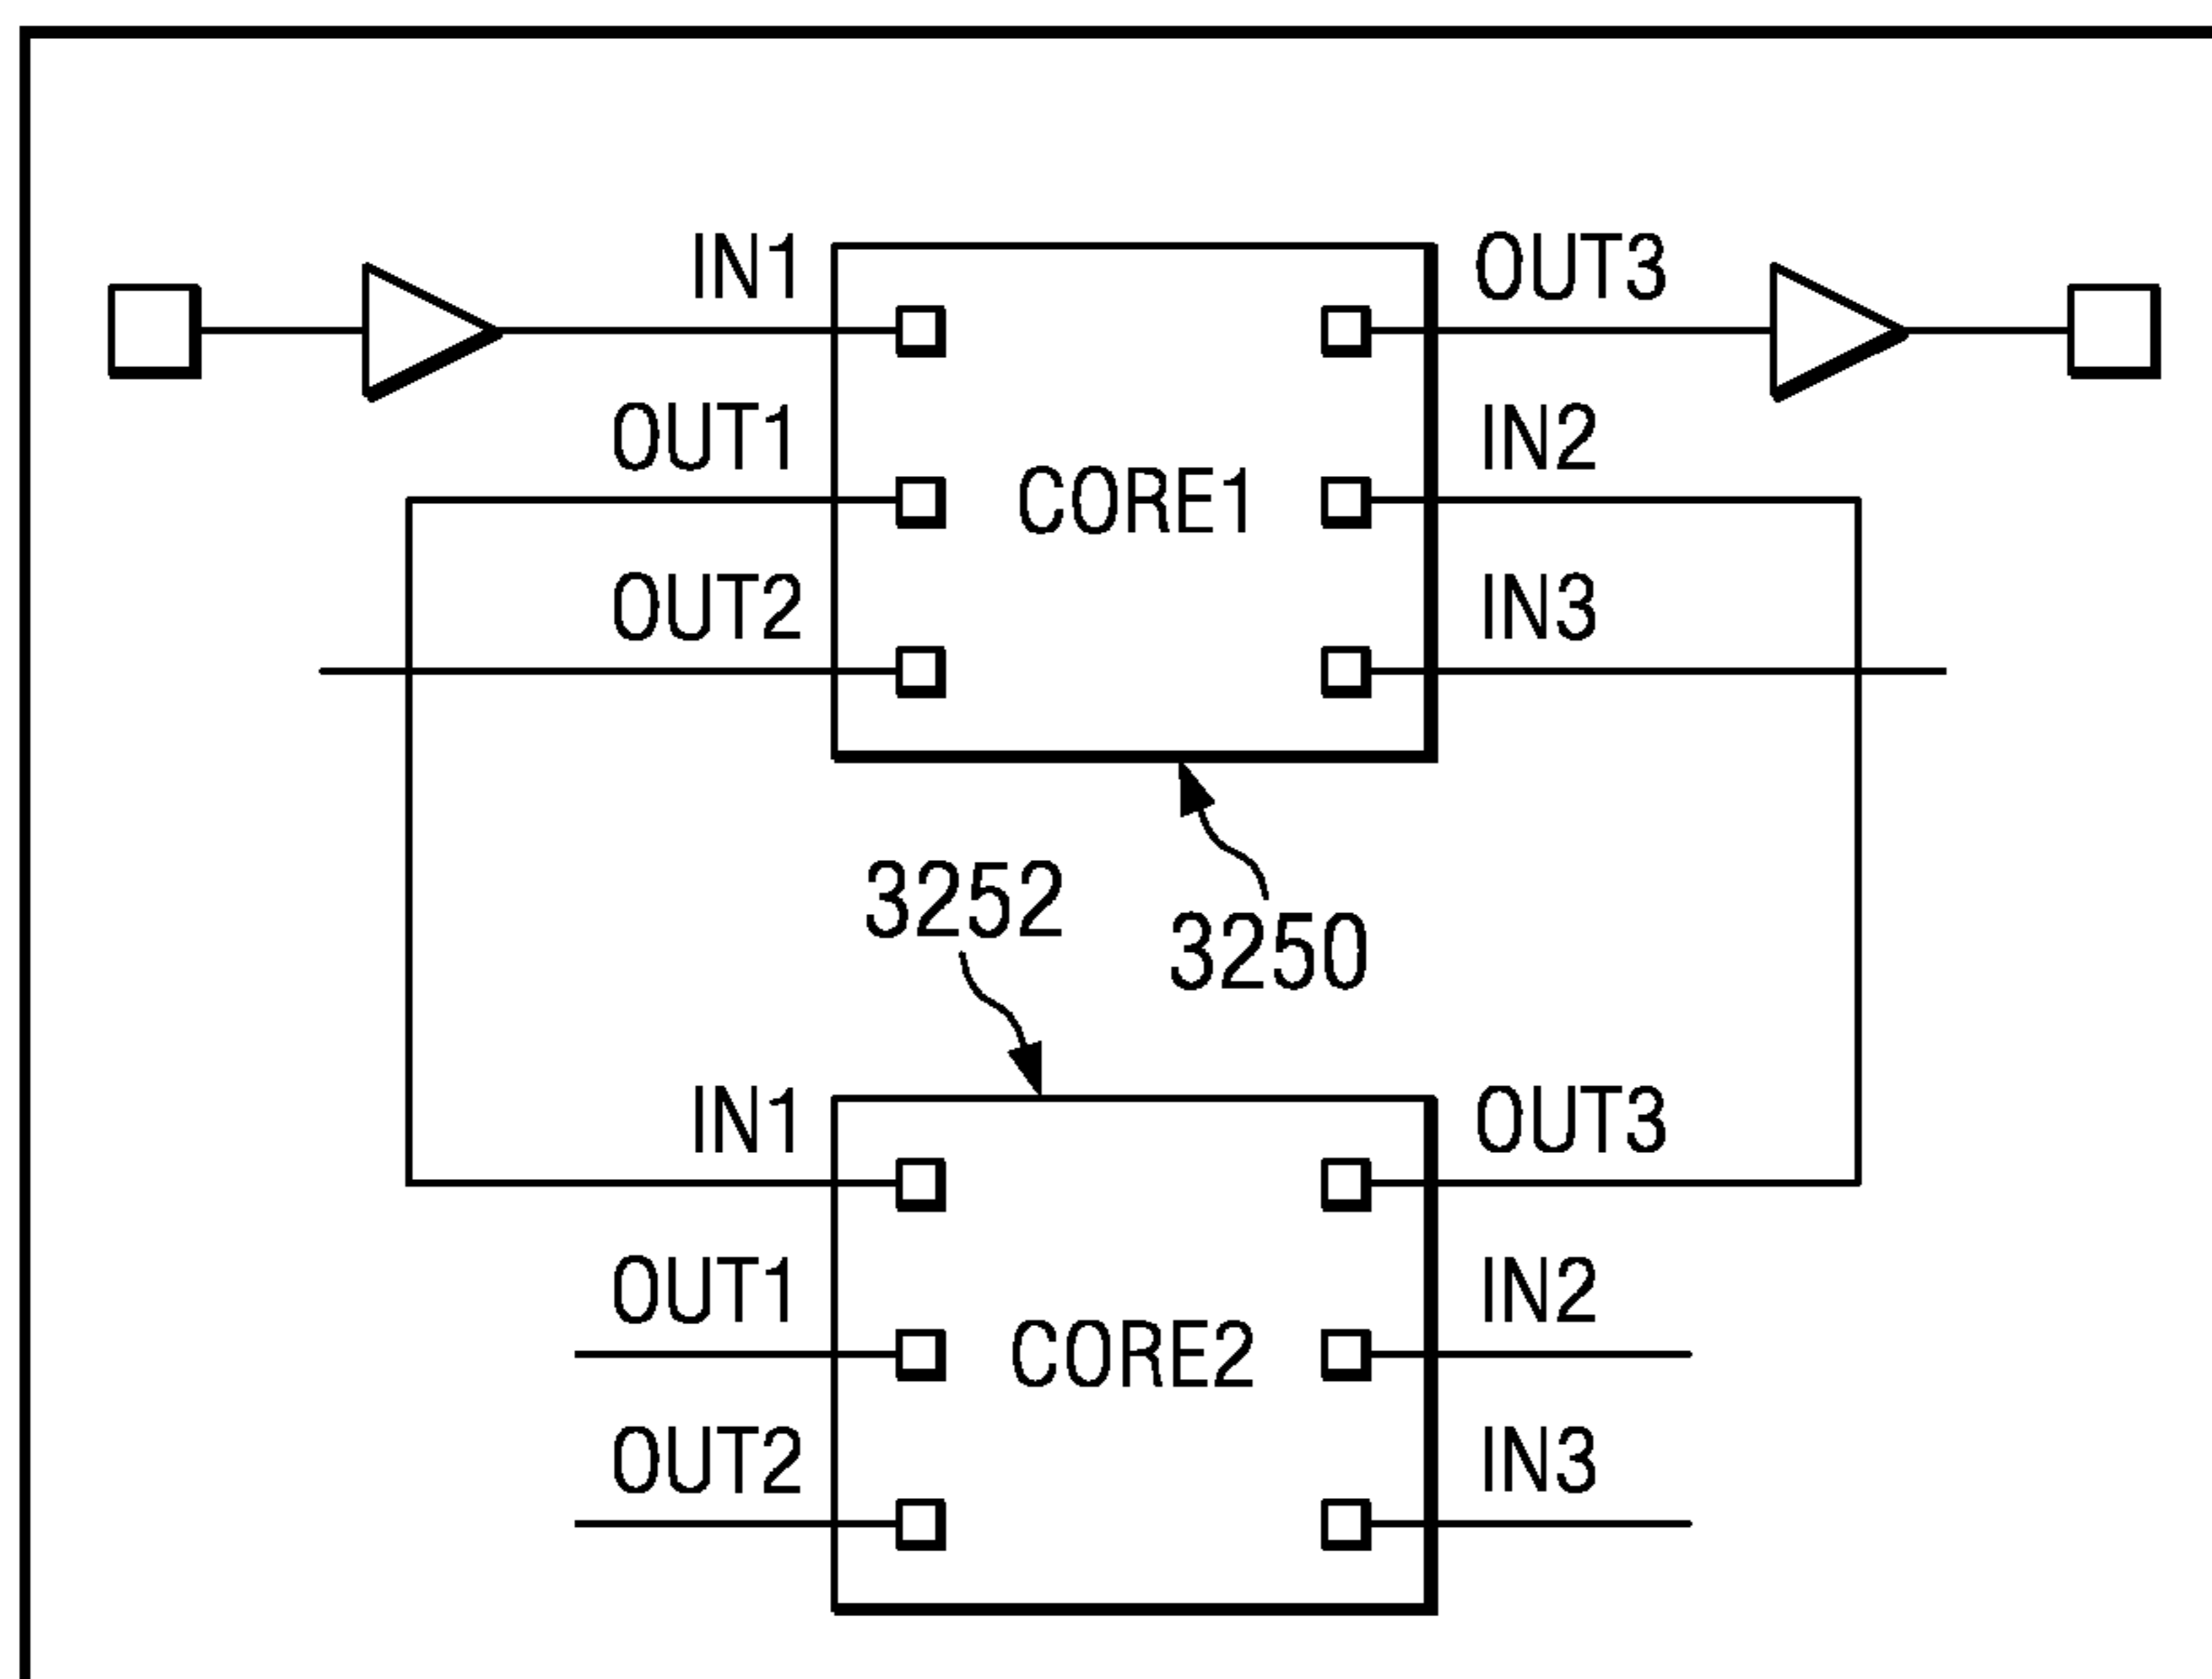 IN1
OUT3
OUT1
IN2
CORE1
OUT2
IN3
3252
3250
IN1
OUT3
OUT1
IN2
CORE2
OUT2
IN3